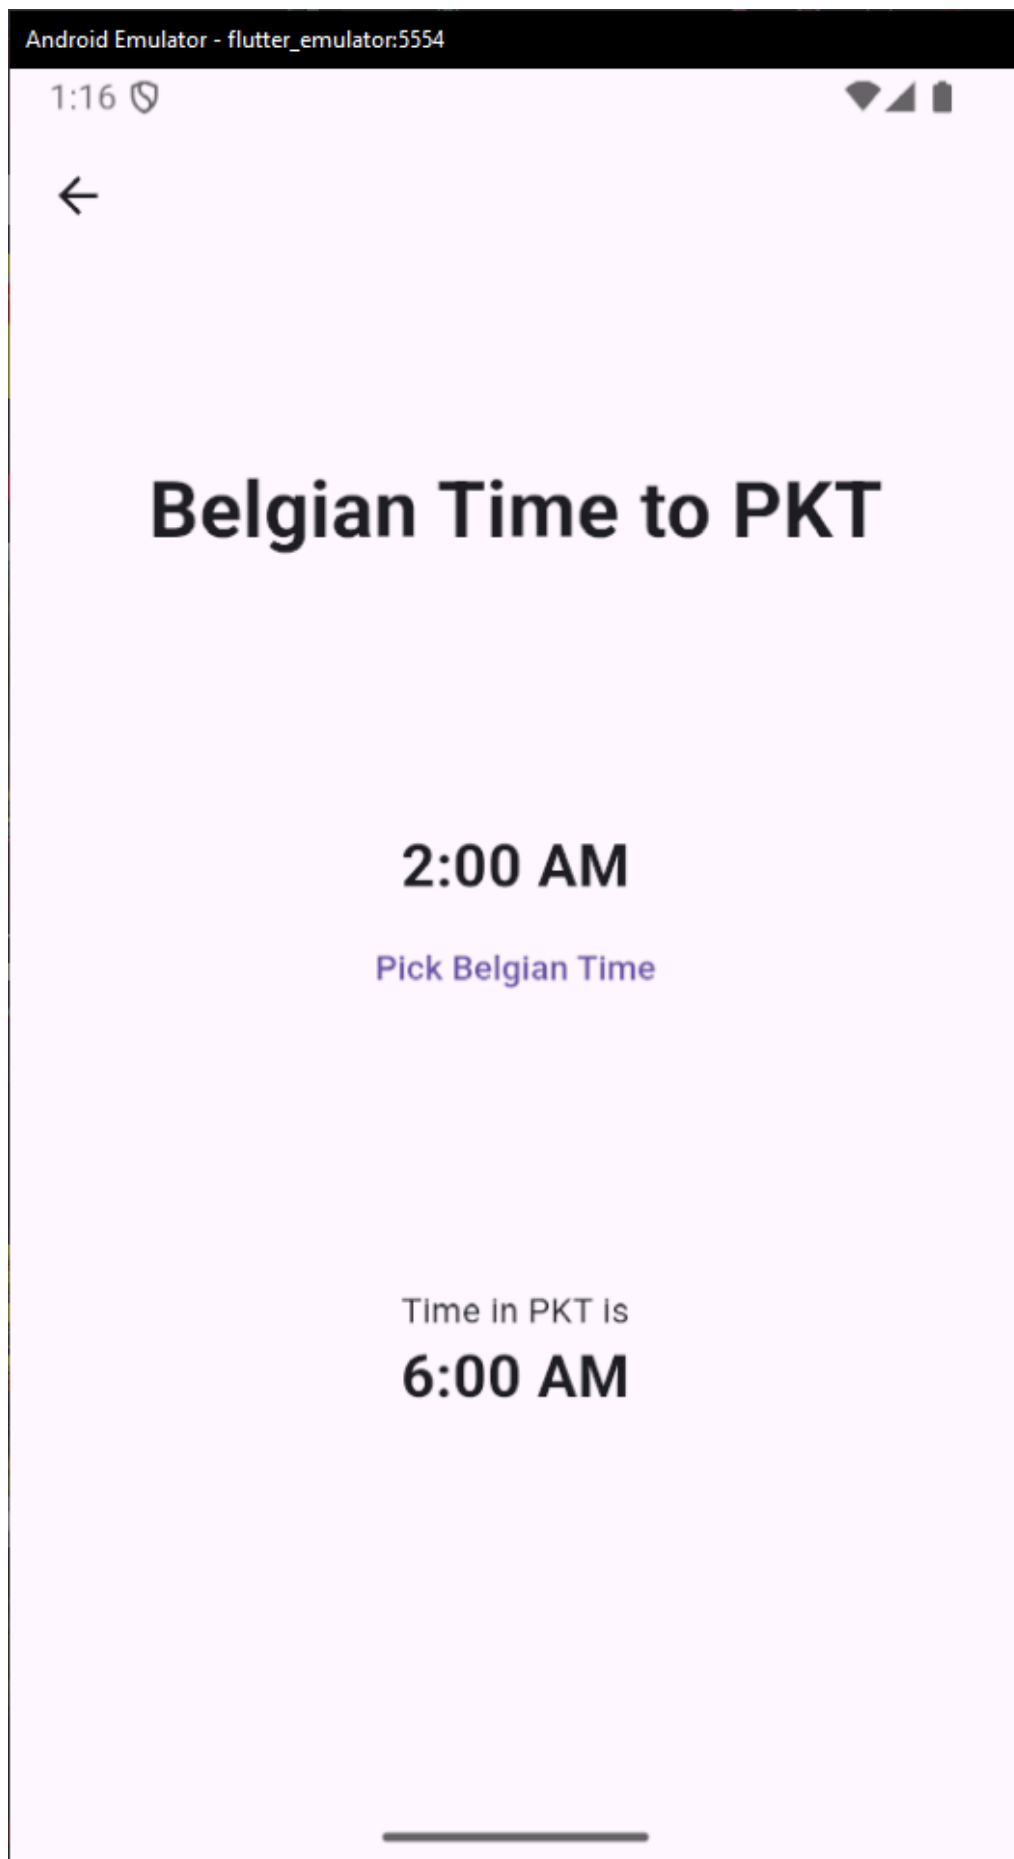 Android Emulator - flutter_emulator:5554
1:16
Belgian Time to PKT
2:00 AM
Pick Belgian Time
Time in PKT is
6:00 AM